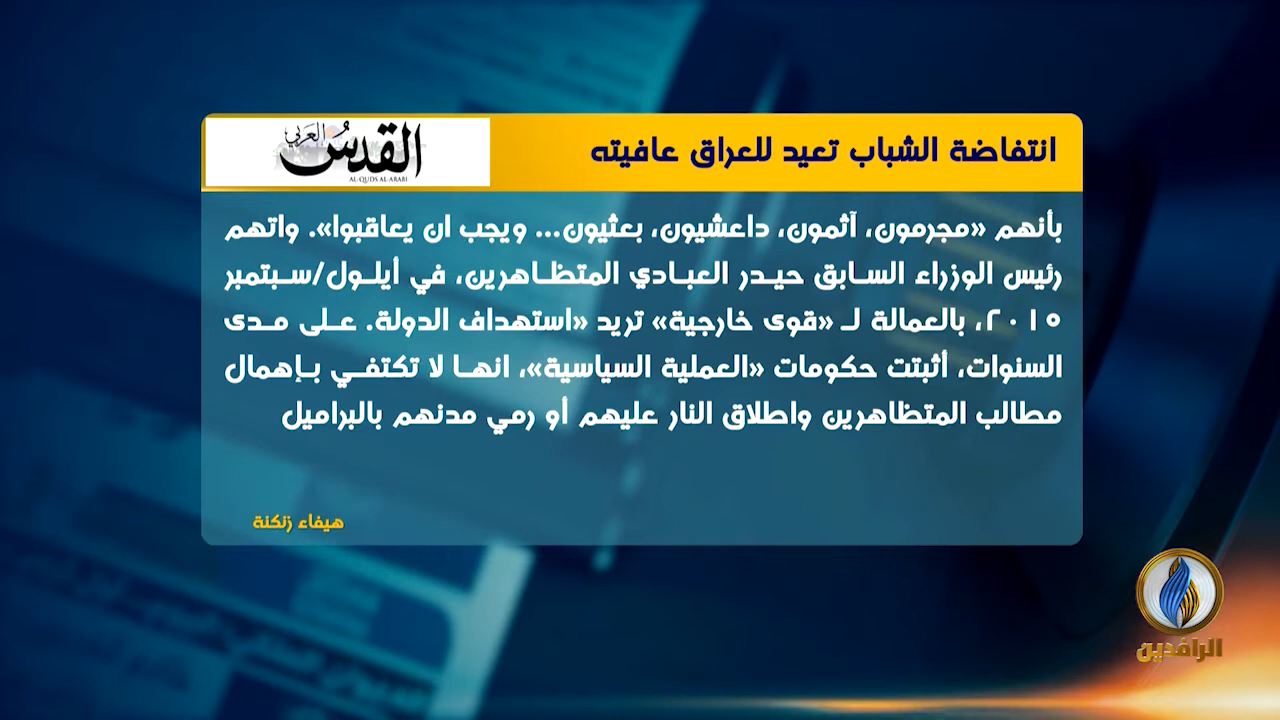 انتفاضة الشباب تعيد للعراق عافيته
القدس العربي
AL-QUDS AL-ARABI
بأنهم «مجرمون، آثمون، داعشيون، بعثيون... ويجب ان يعاقبوا». واتهم
رئيس الوزراء السابق حيدر العبادي المتظاهرين، في أيلول/سبتمبر
٢٠١٥، بالعمالة لـ «قوى خارجية» تريد «استهداف الدولة. على مدى
السنوات، أثبتت حكومات «العملية السياسية»، انها لا تكتفي بإهمال
مطالب المتظاهرين واطلاق النار عليهم أو رمي مدنهم بالبراميل
هيفاء زنكنة
الرافدين